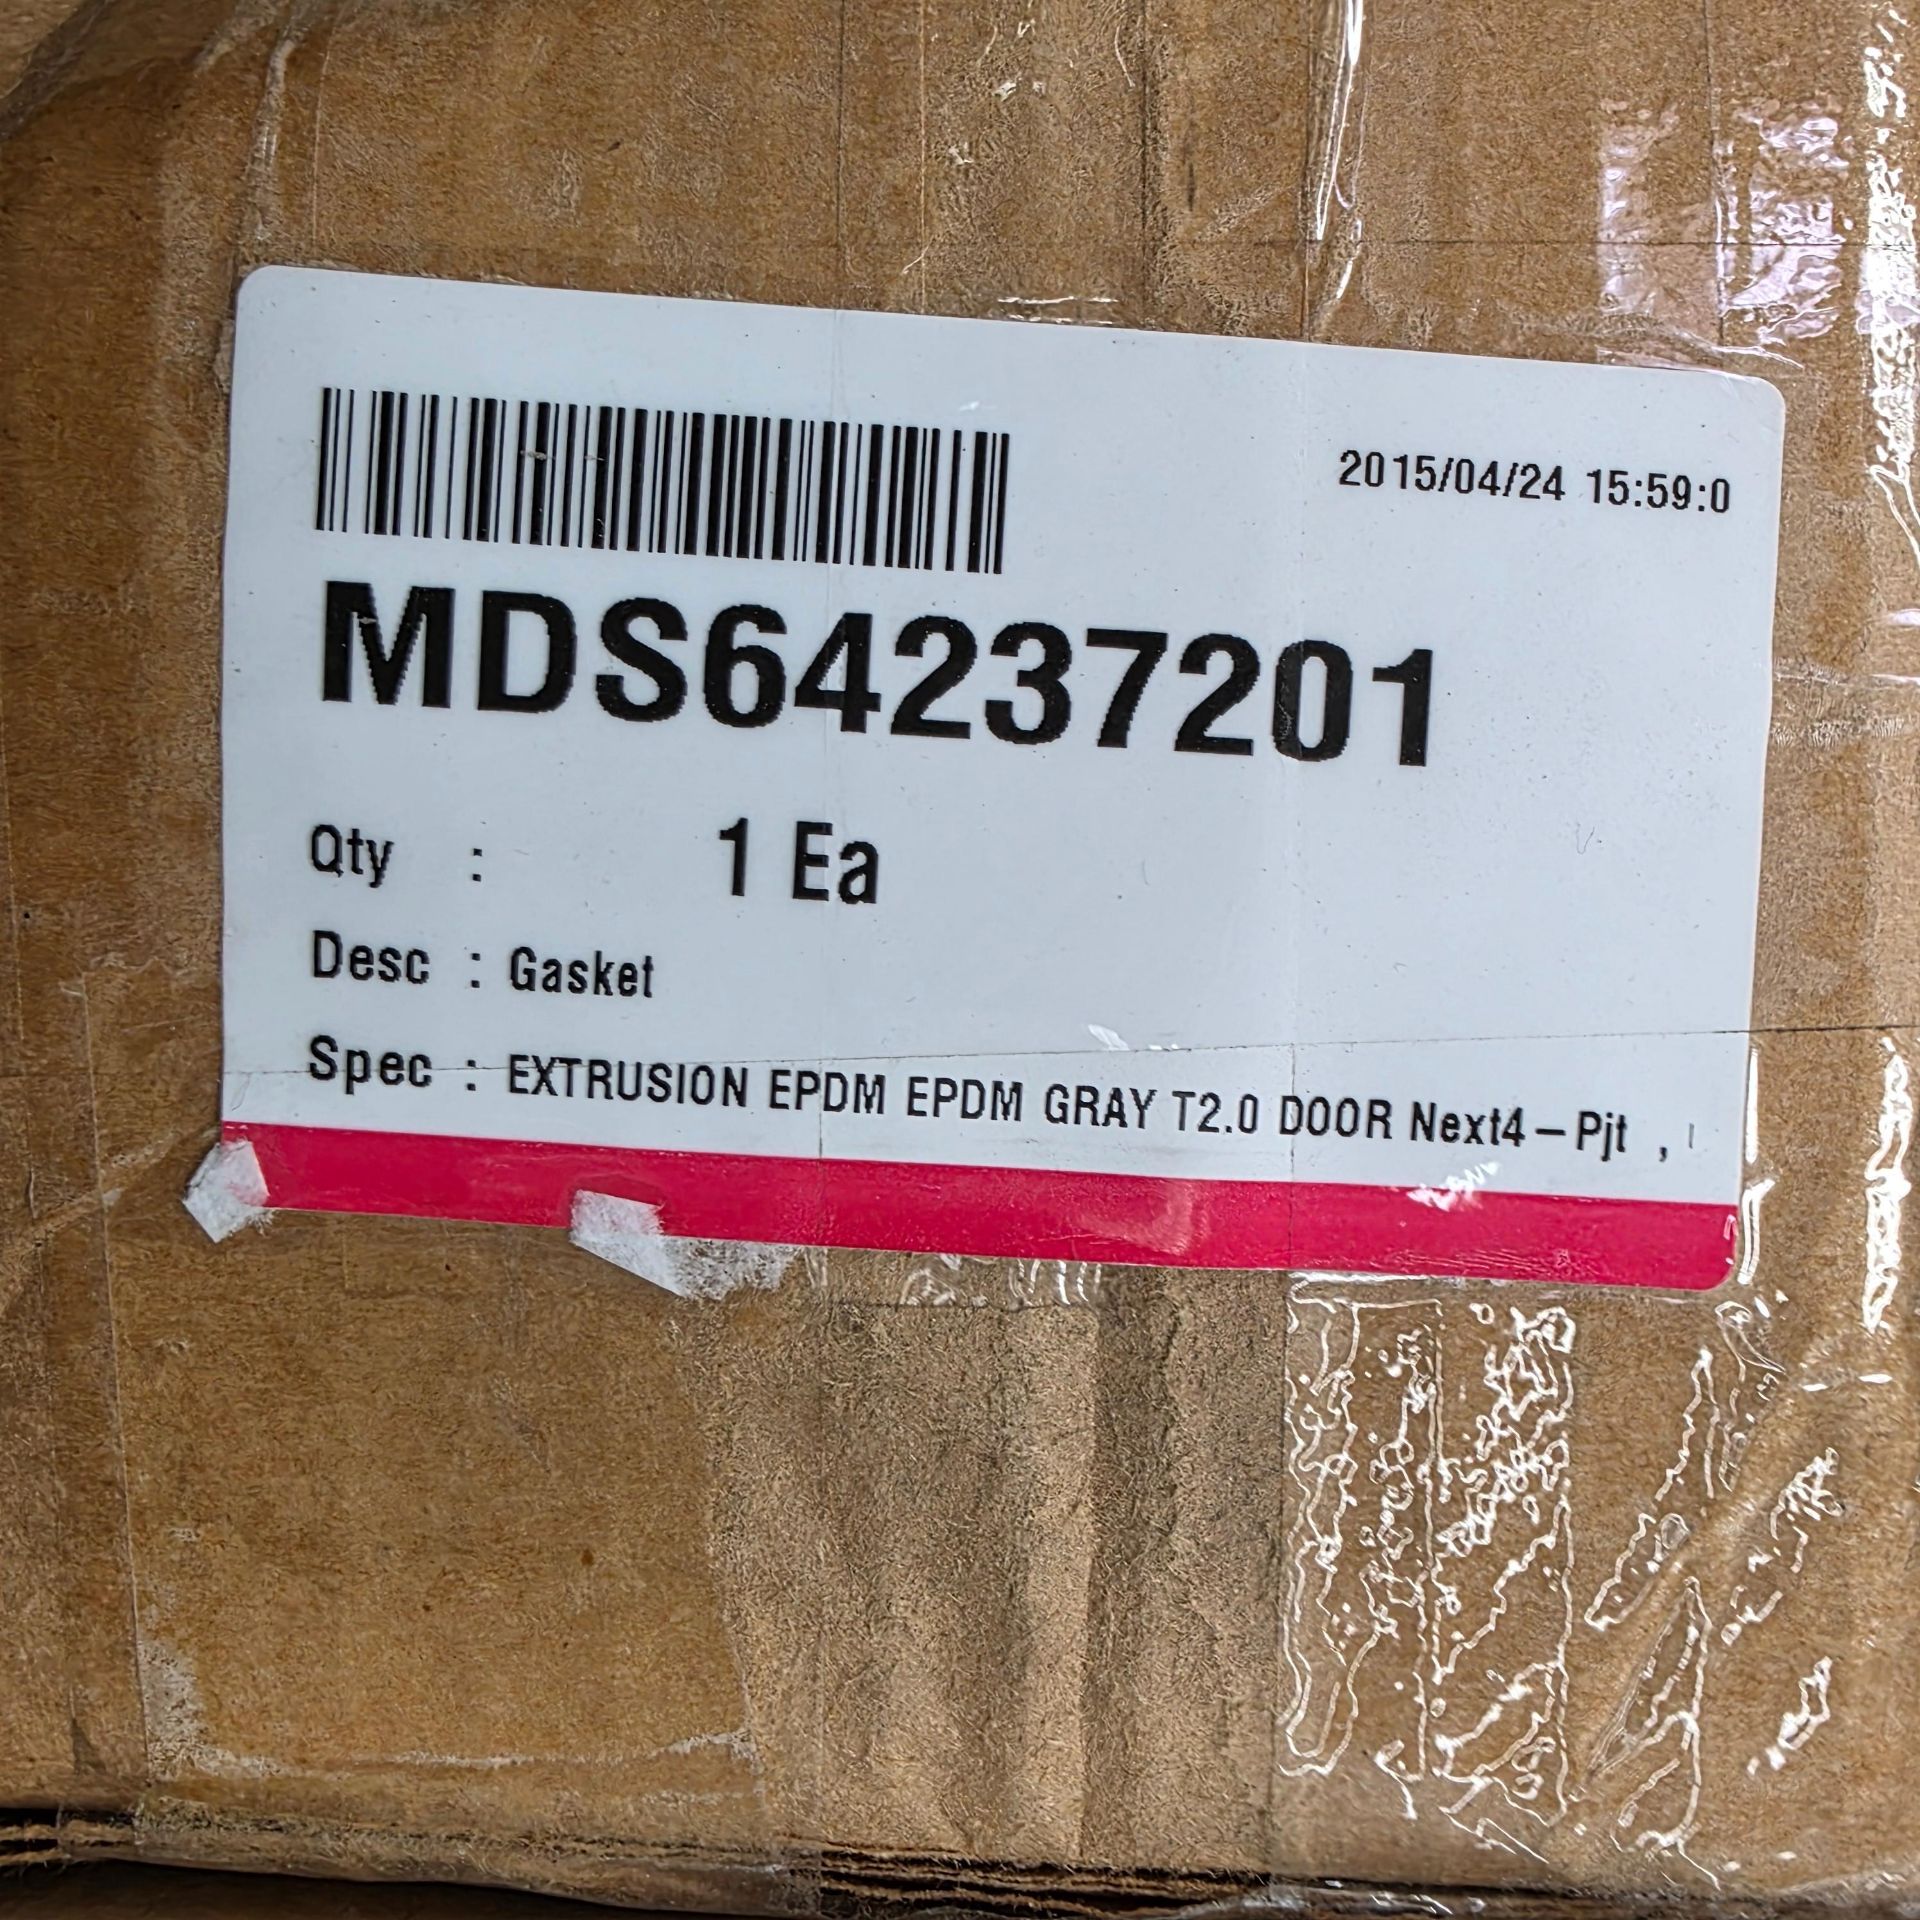 2015/04/24 15:59:0
MDS64237201
Qty : 1 Ea
Desc : Gasket
Spec : EXTRUSION EPDM EPDM GRAY T2.0 DOOR Next4-Pjt ,